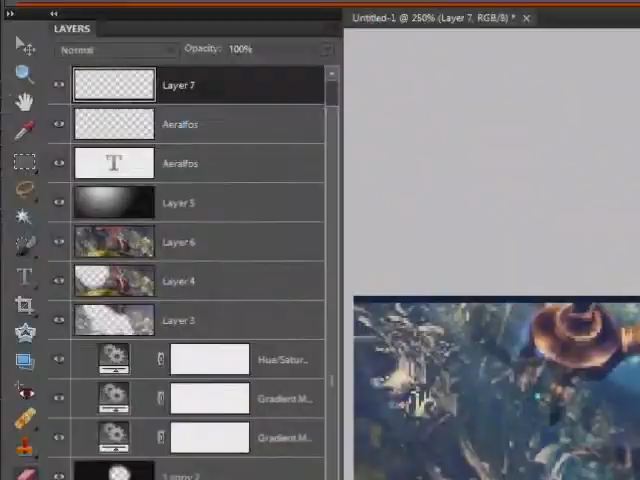 LAYERS
Untitled-1 @ 250% (Layer 7, RGB/8) *
Normal
Opacity: 100%
Layer 7
Aeralfos
T
Aeralfos
Layer 5
Layer 6
Layer 4
Layer 3
Hue/Satur...
Gradient M...
Gradient M...